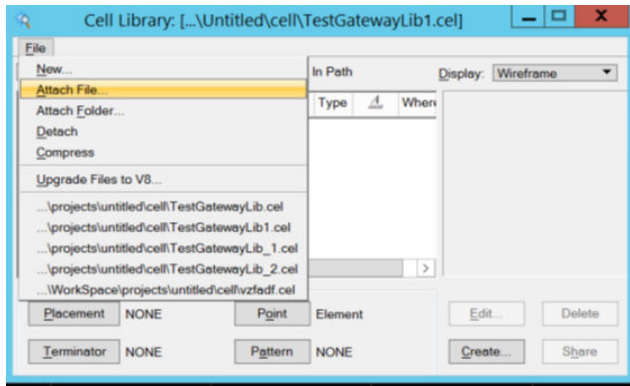 Cell Library: [...\Untitled\cell\TestGatewayLib1.cel]
File
New...
In Path
Display: Wireframe
Attach File...
Type
Where
Attach Folder...
Detach
Compress
Upgrade Files to V8...
...\projects\untitled\cell\TestGatewayLib.cel
...\projects\untitled\cell\TestGatewayLib1.cel
...\projects\untitled\cell\TestGatewayLib_1.cel
...\projects\untitled\cell\TestGatewayLib_2.cel
...\WorkSpace\projects\untitled\cell\vzfadf.cel
Placement NONE Point Element Edit... Delete
Terminator NONE Pattern NONE Create... Share